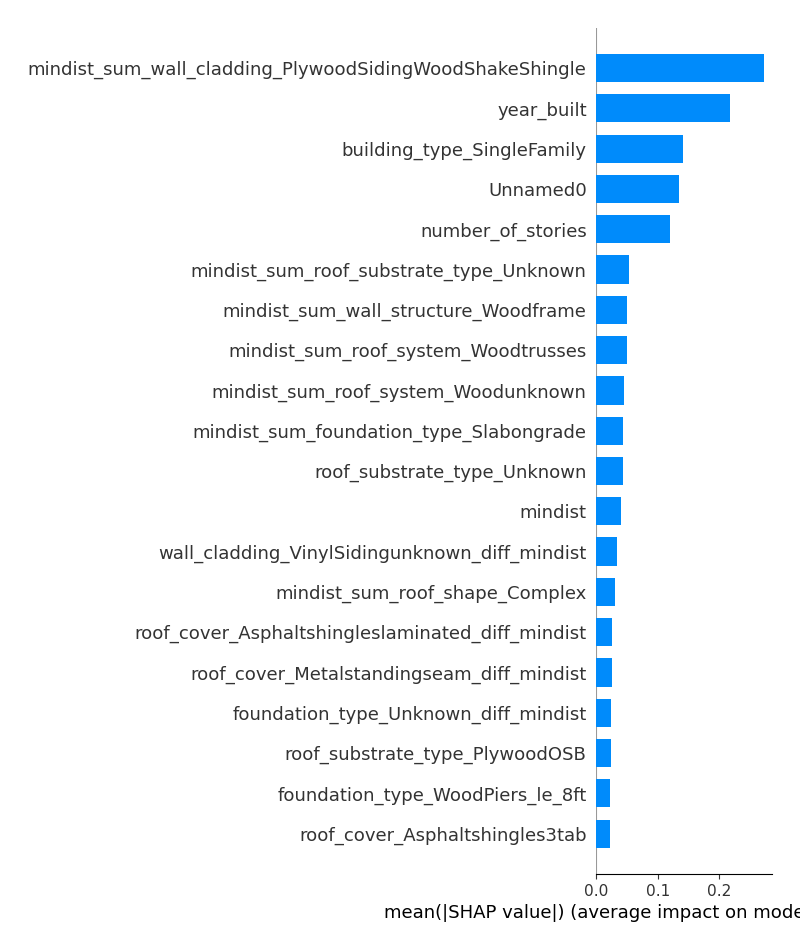 mindist_sum_wall_cladding_PlywoodSidingWoodShakeShingle
year_built
building_type_SingleFamily
Unnamed0
number_of_stories
mindist_sum_roof_substrate_type_Unknown
mindist_sum_wall_structure_Woodframe
mindist_sum_roof_system_Woodtrusses
mindist_sum_roof_system_Woodunknown
mindist_sum_foundation_type_Slabongrade
roof_substrate_type_Unknown
mindist
wall_cladding_VinylSidingunknown_diff_mindist
mindist_sum_roof_shape_Complex
roof_cover_Asphaltshingleslaminated_diff_mindist
roof_cover_Metalstandingseam_diff_mindist
foundation_type_Unknown_diff_mindist
roof_substrate_type_PlywoodOSB
foundation_type_WoodPiers_le_8ft
roof_cover_Asphaltshingles3tab
0.0 0.1 0.2
mean(|SHAP value|) (average impact on mode